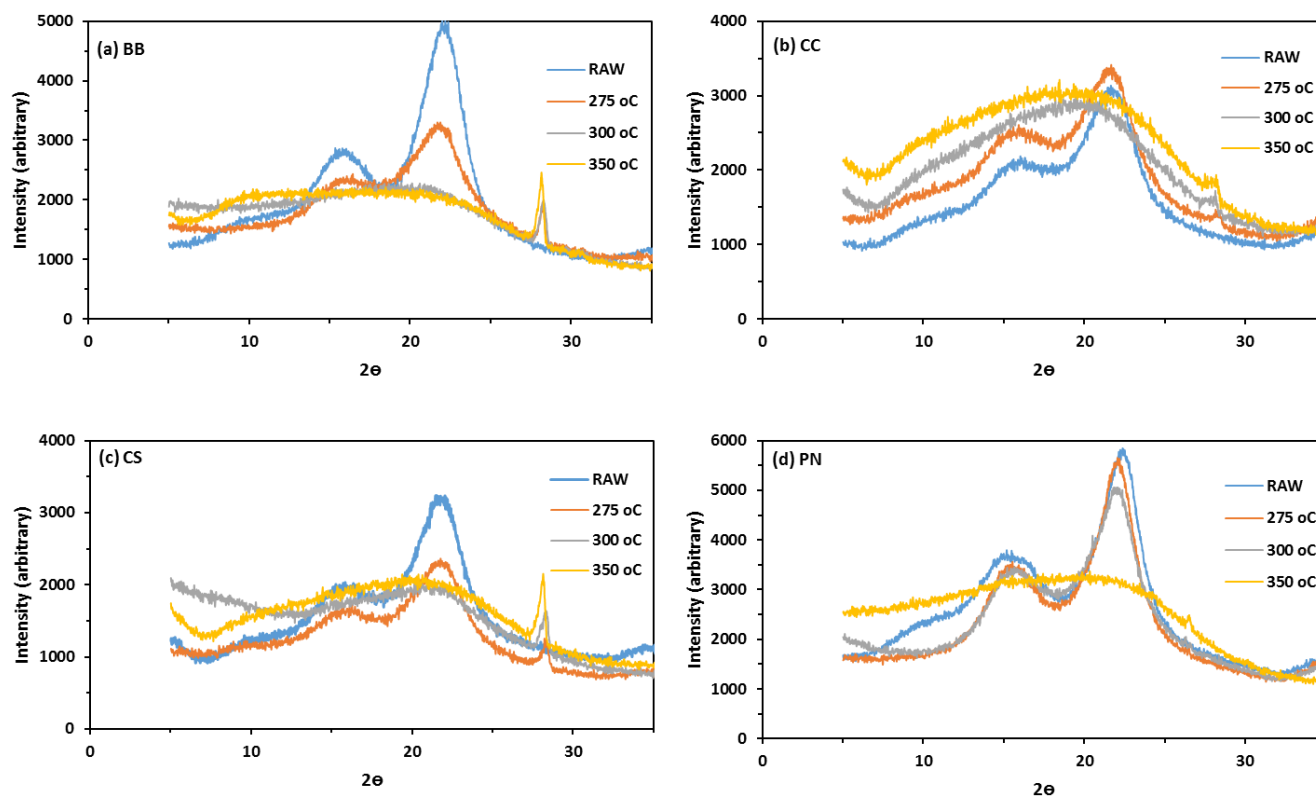 (a) BB
5000
4000
3000
2000
1000
0
Intensity (arbitrary)
0 10 20 30
2ɵ
RAW
275 oC
300 oC
350 oC
(b) CC
4000
3000
2000
1000
0
Intensity (arbitrary)
0 10 20 30
2ɵ
RAW
275 oC
300 oC
350 oC
(c) CS
4000
3000
2000
1000
0
Intensity (arbitrary)
0 10 20 30
2ɵ
RAW
275 oC
300 oC
350 oC
(d) PN
6000
5000
4000
3000
2000
1000
0
Intensity (arbitrary)
0 10 20 30
2ɵ
RAW
275 oC
300 oC
350 oC